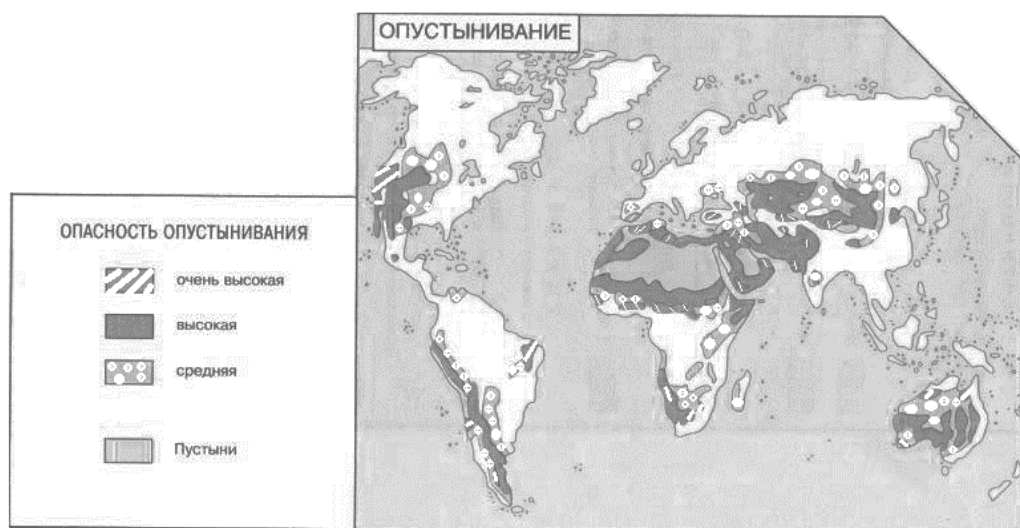 ОПУСТЫНИВАНИЕ
ОПАСНОСТЬ ОПУСТЫНИВАНИЯ
очень высокая
высокая
средняя
Пустыни